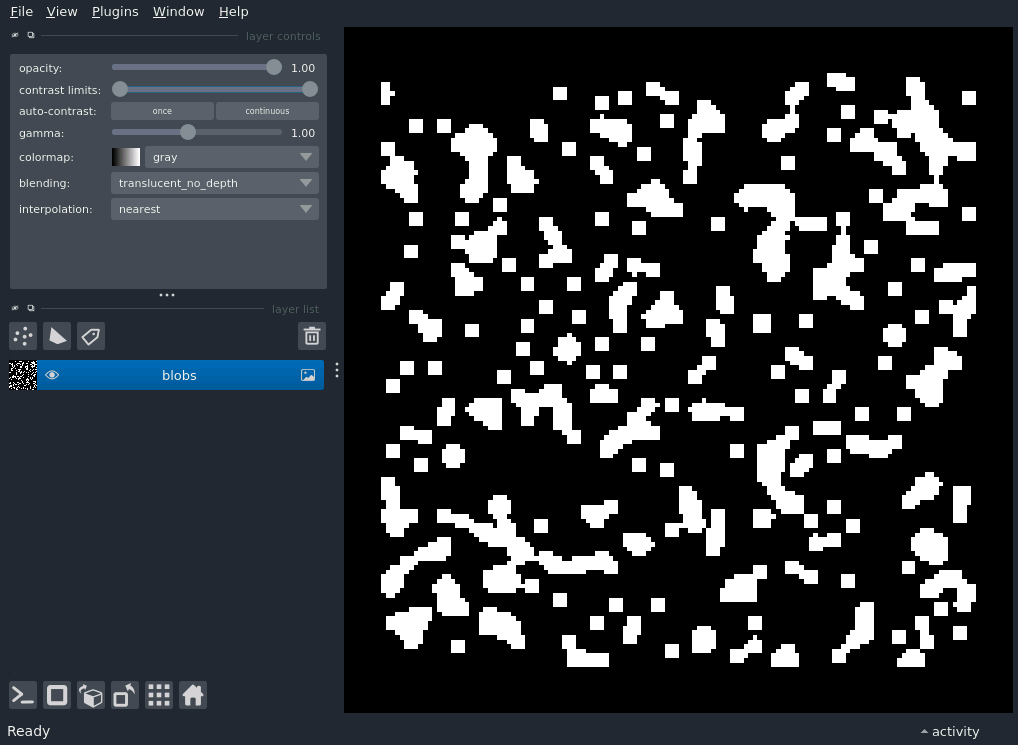 File View Plugins Window Help
layer controls
opacity: 1.00
contrast limits:
auto-contrast: once continuous
gamma: 1.00
colormap: gray
blending: translucent_no_depth
interpolation: nearest
layer list
blobs
Ready activity